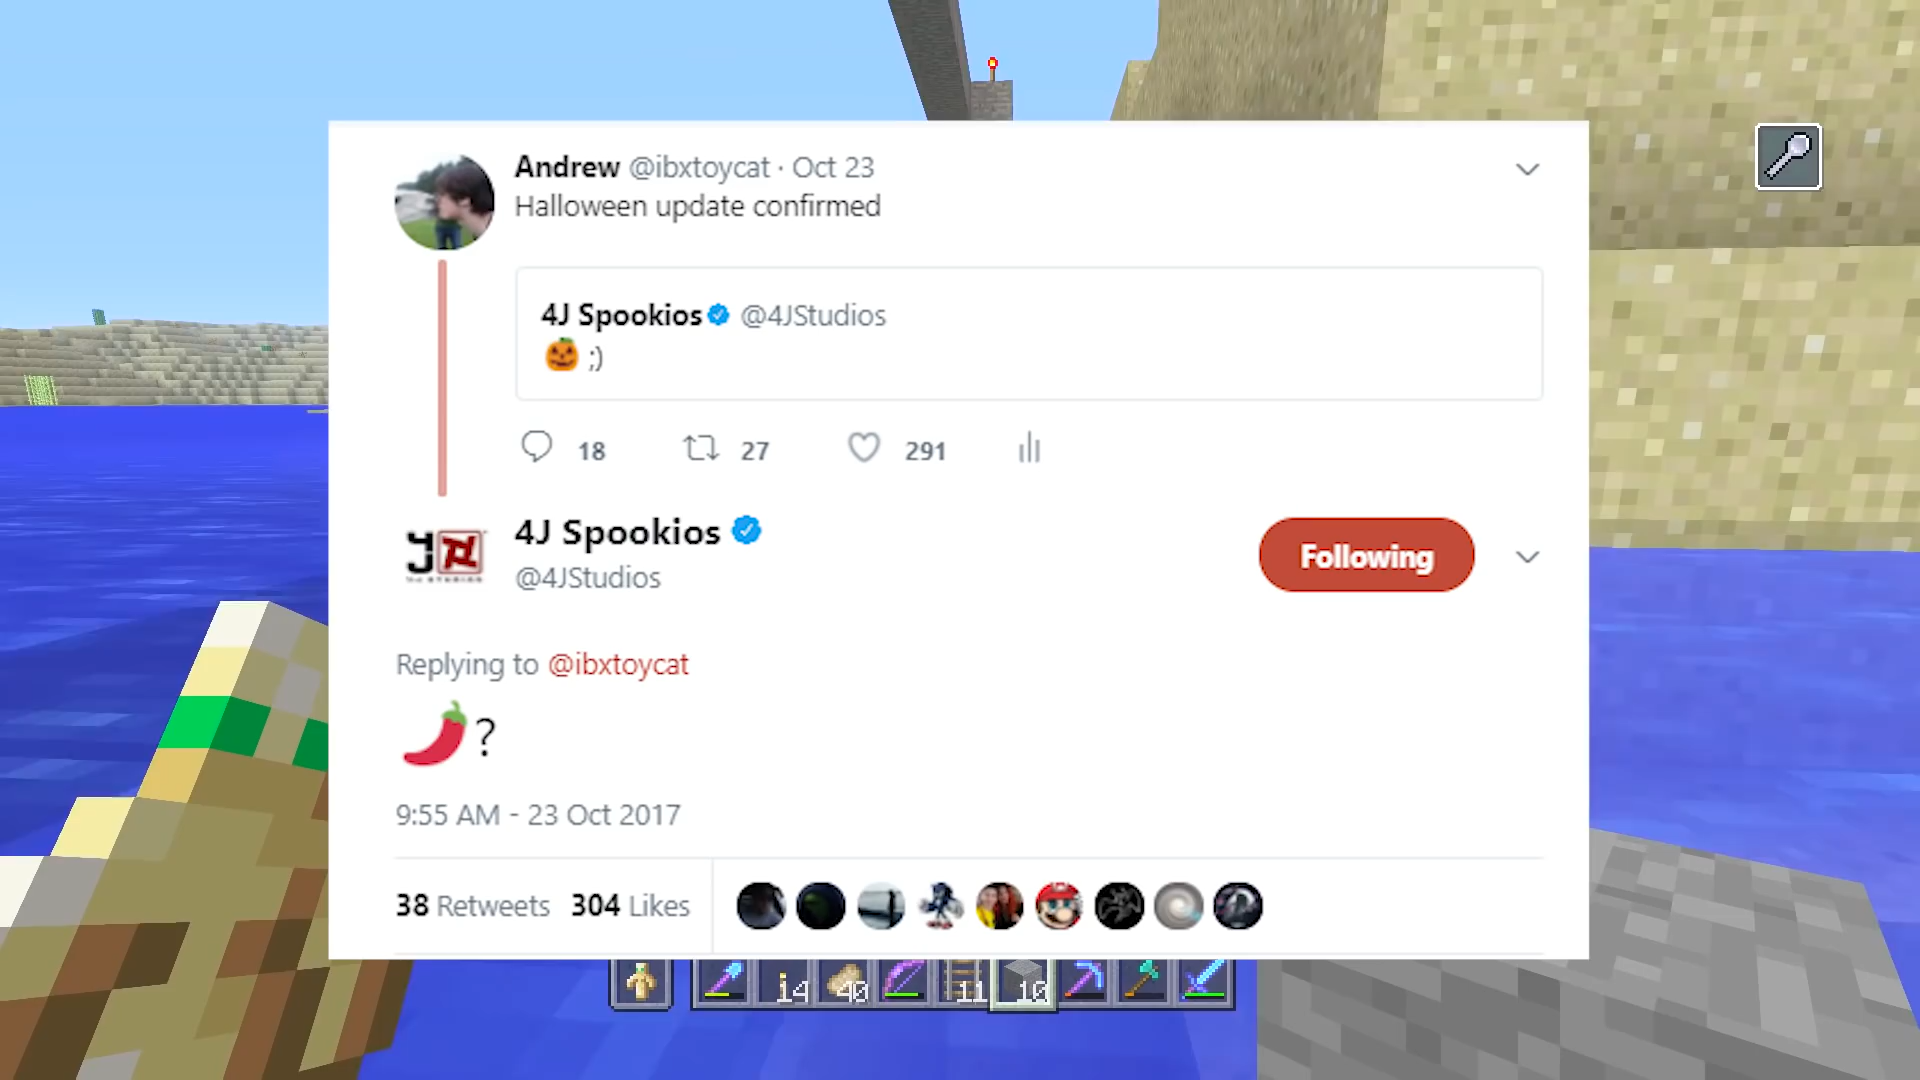 Andrew @ibxtoycat · Oct 23
Halloween update confirmed
4J Spookios @4JStudios
🎃 ;)
18 27 291
4J Spookios
@4JStudios
Following
Replying to @ibxtoycat
🌶️?
9:55 AM - 23 Oct 2017
38 Retweets 304 Likes
14 40 11 10